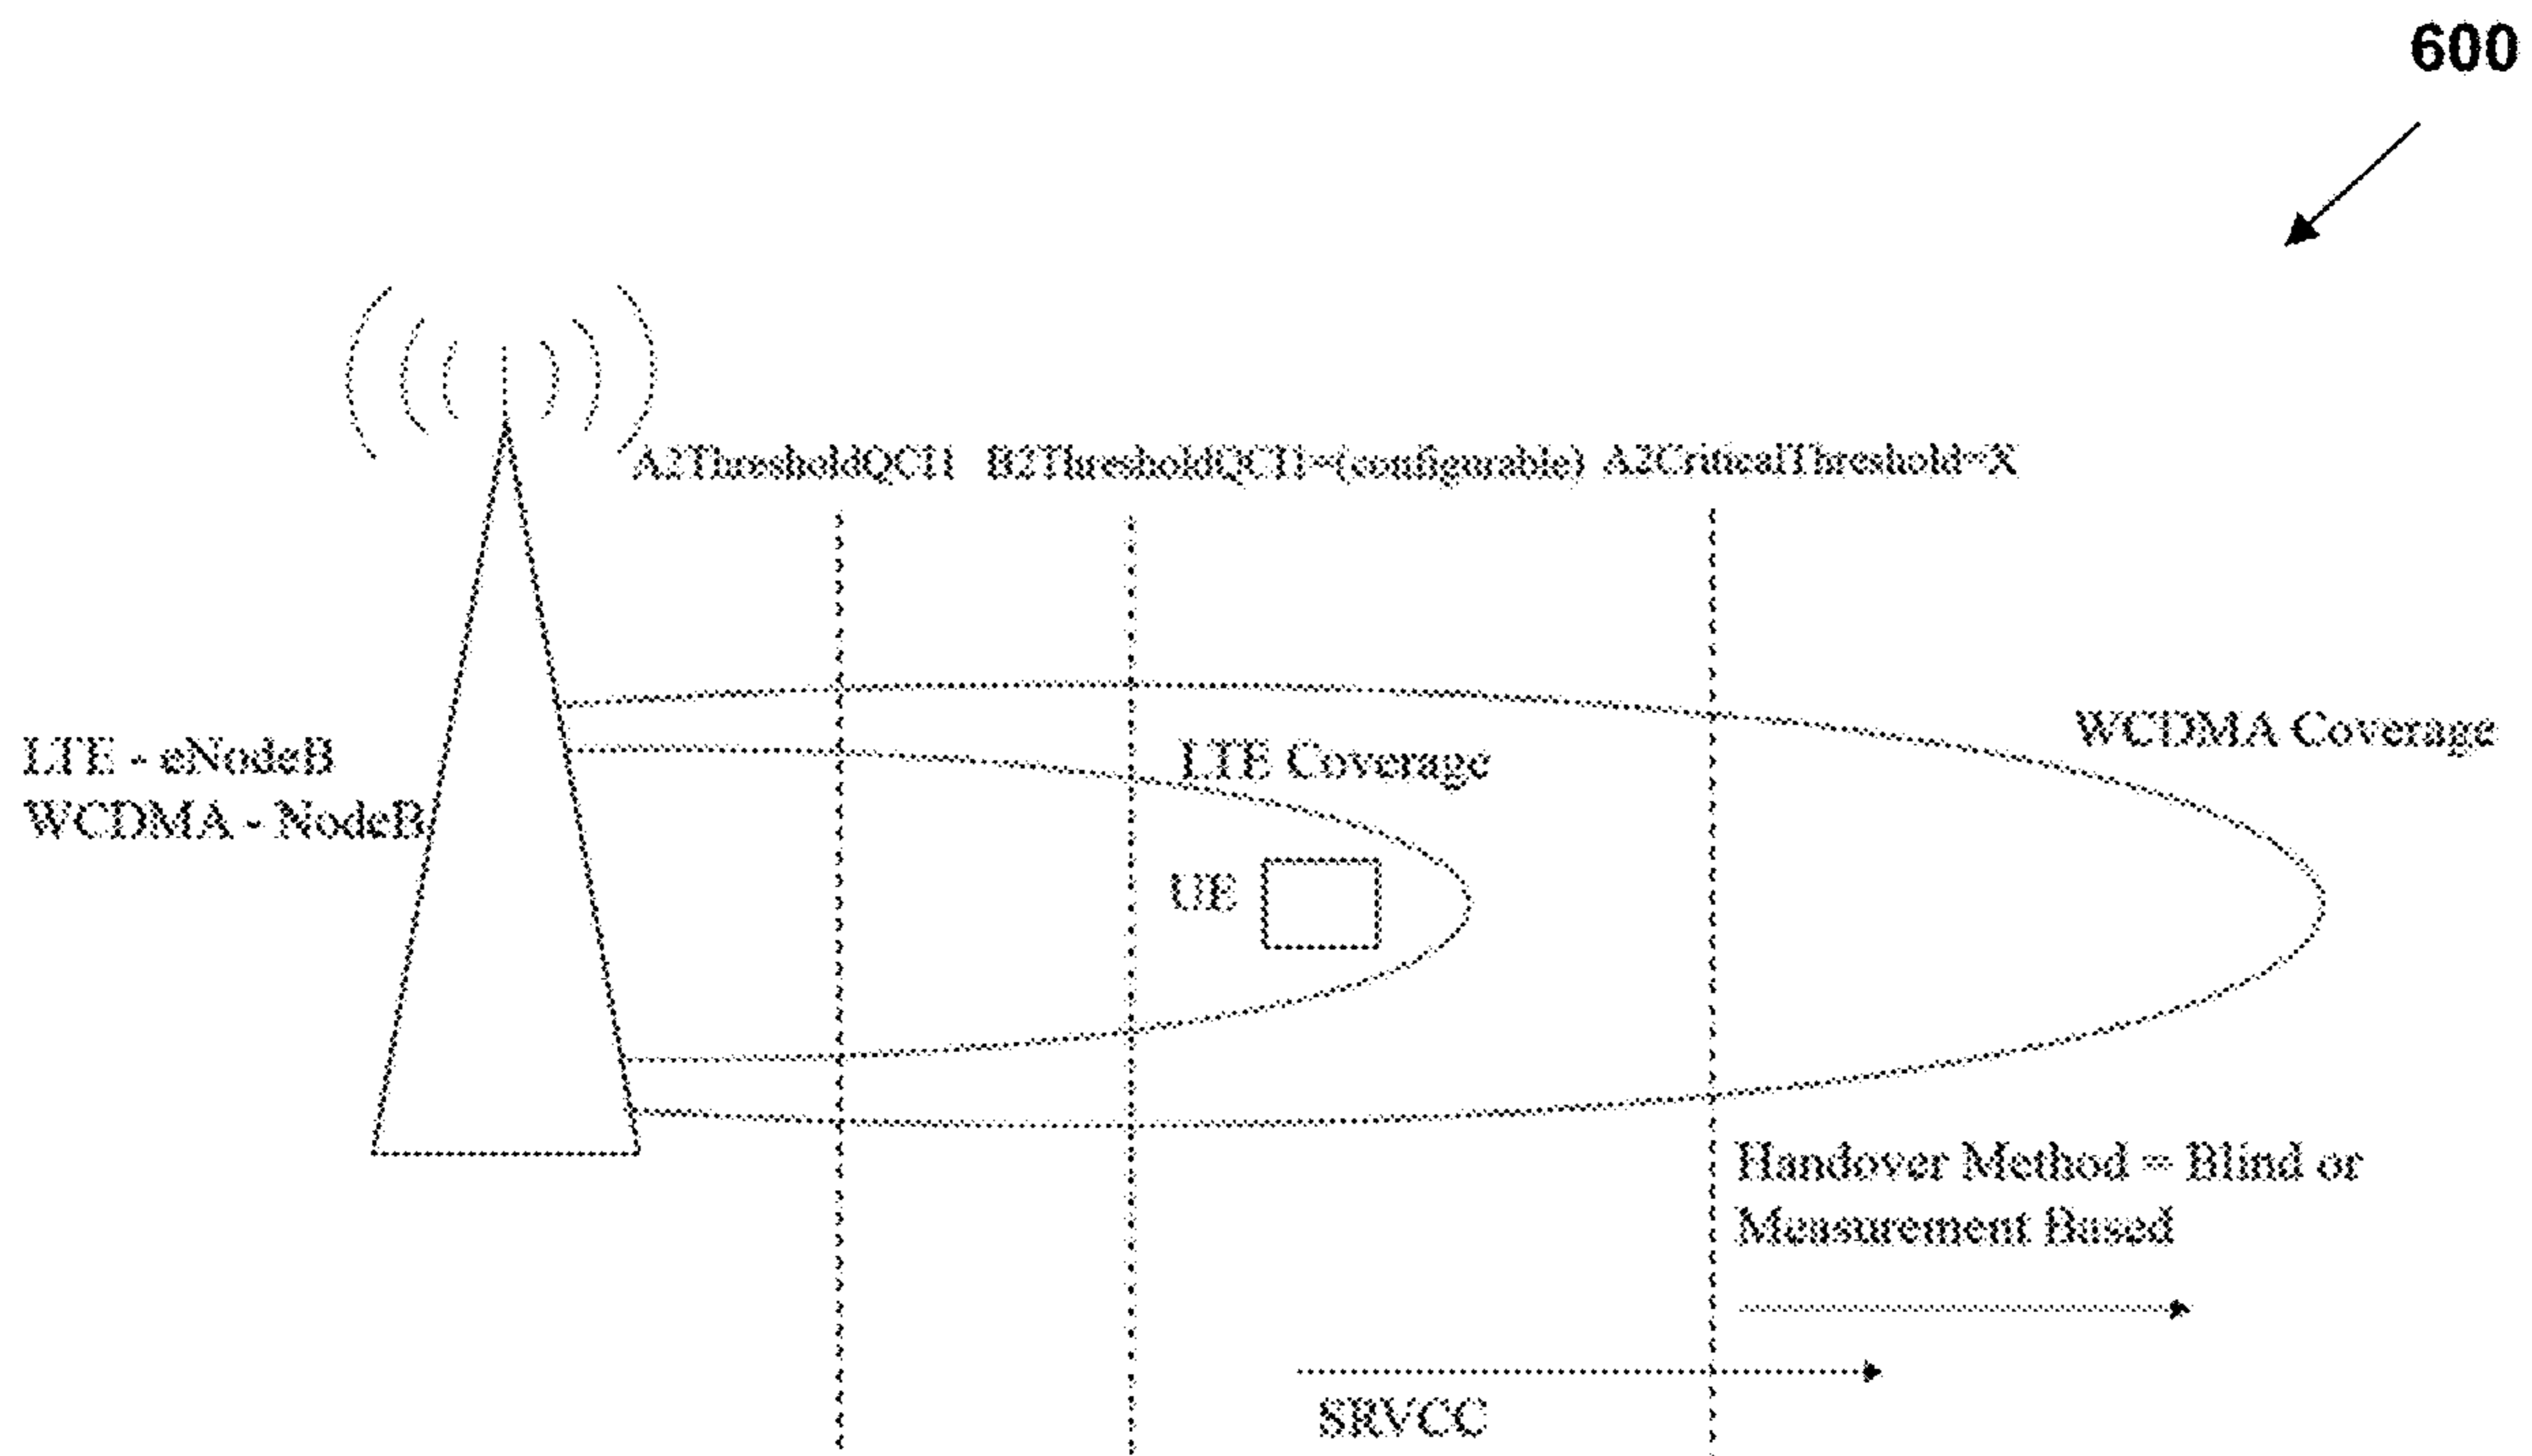 600
A2ThresholdQCI1 B2ThresholdQCI1=(configurable) A2CriticalThreshold=X
WCDMA Coverage
LTE Coverage
LTE - eNodeB
WCDMA - NodeB
UE
Handover Method = Blind or
Measurement Based
SRVCC